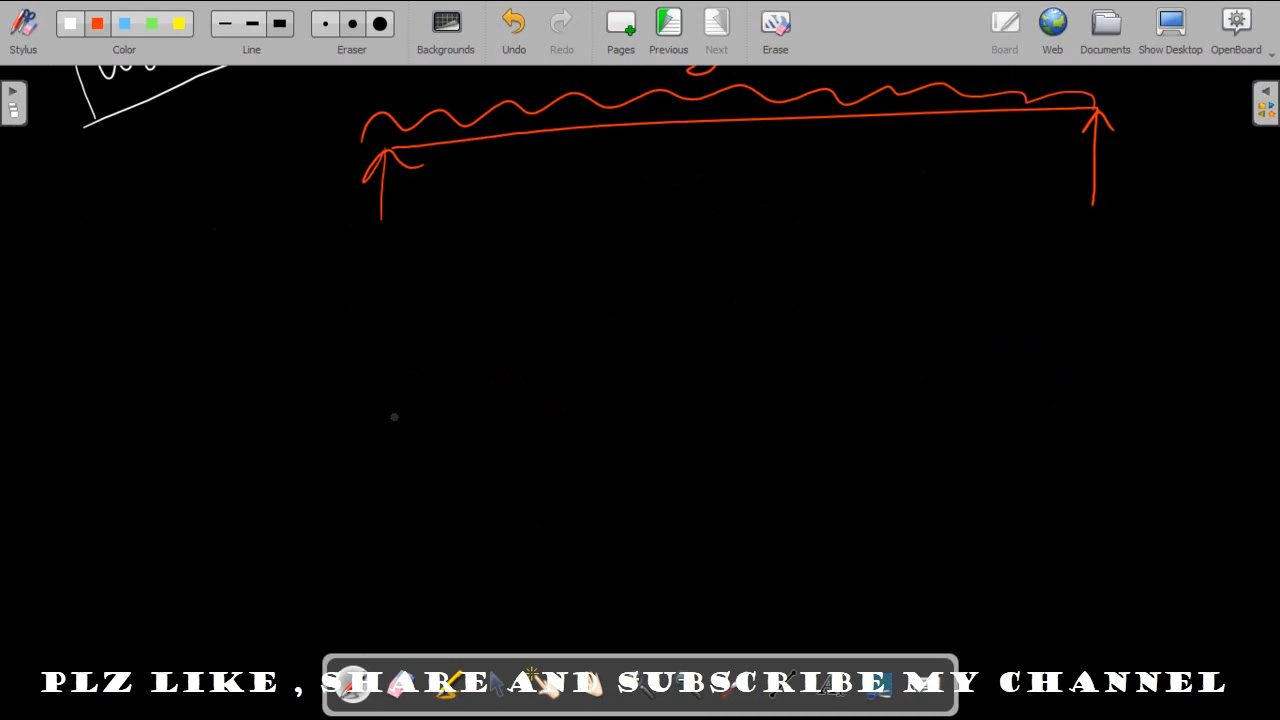 Stylus Color Line Eraser Backgrounds Undo Redo Pages Previous Next Erase Board Web Documents Show Desktop OpenBoard
PLZ LIKE , SHARE AND SUBSCRIBE MY CHANNEL